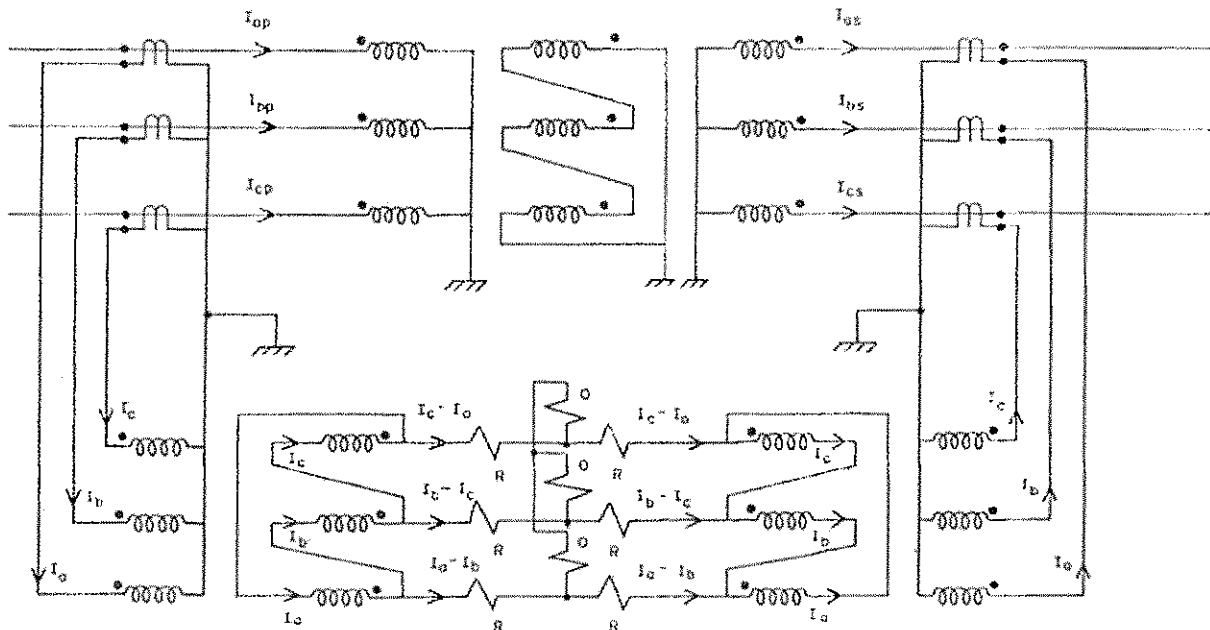 I_ap I_as
I_bp I_bs
I_cp I_cs
I_c I_c
I_c - I_a O I_c - I_a
R R
I_c I_c
I_b O I_b
I_b - I_c I_b - I_c
I_b R R I_b
I_a O I_a
I_a - I_b I_a - I_b
I_a R R I_a